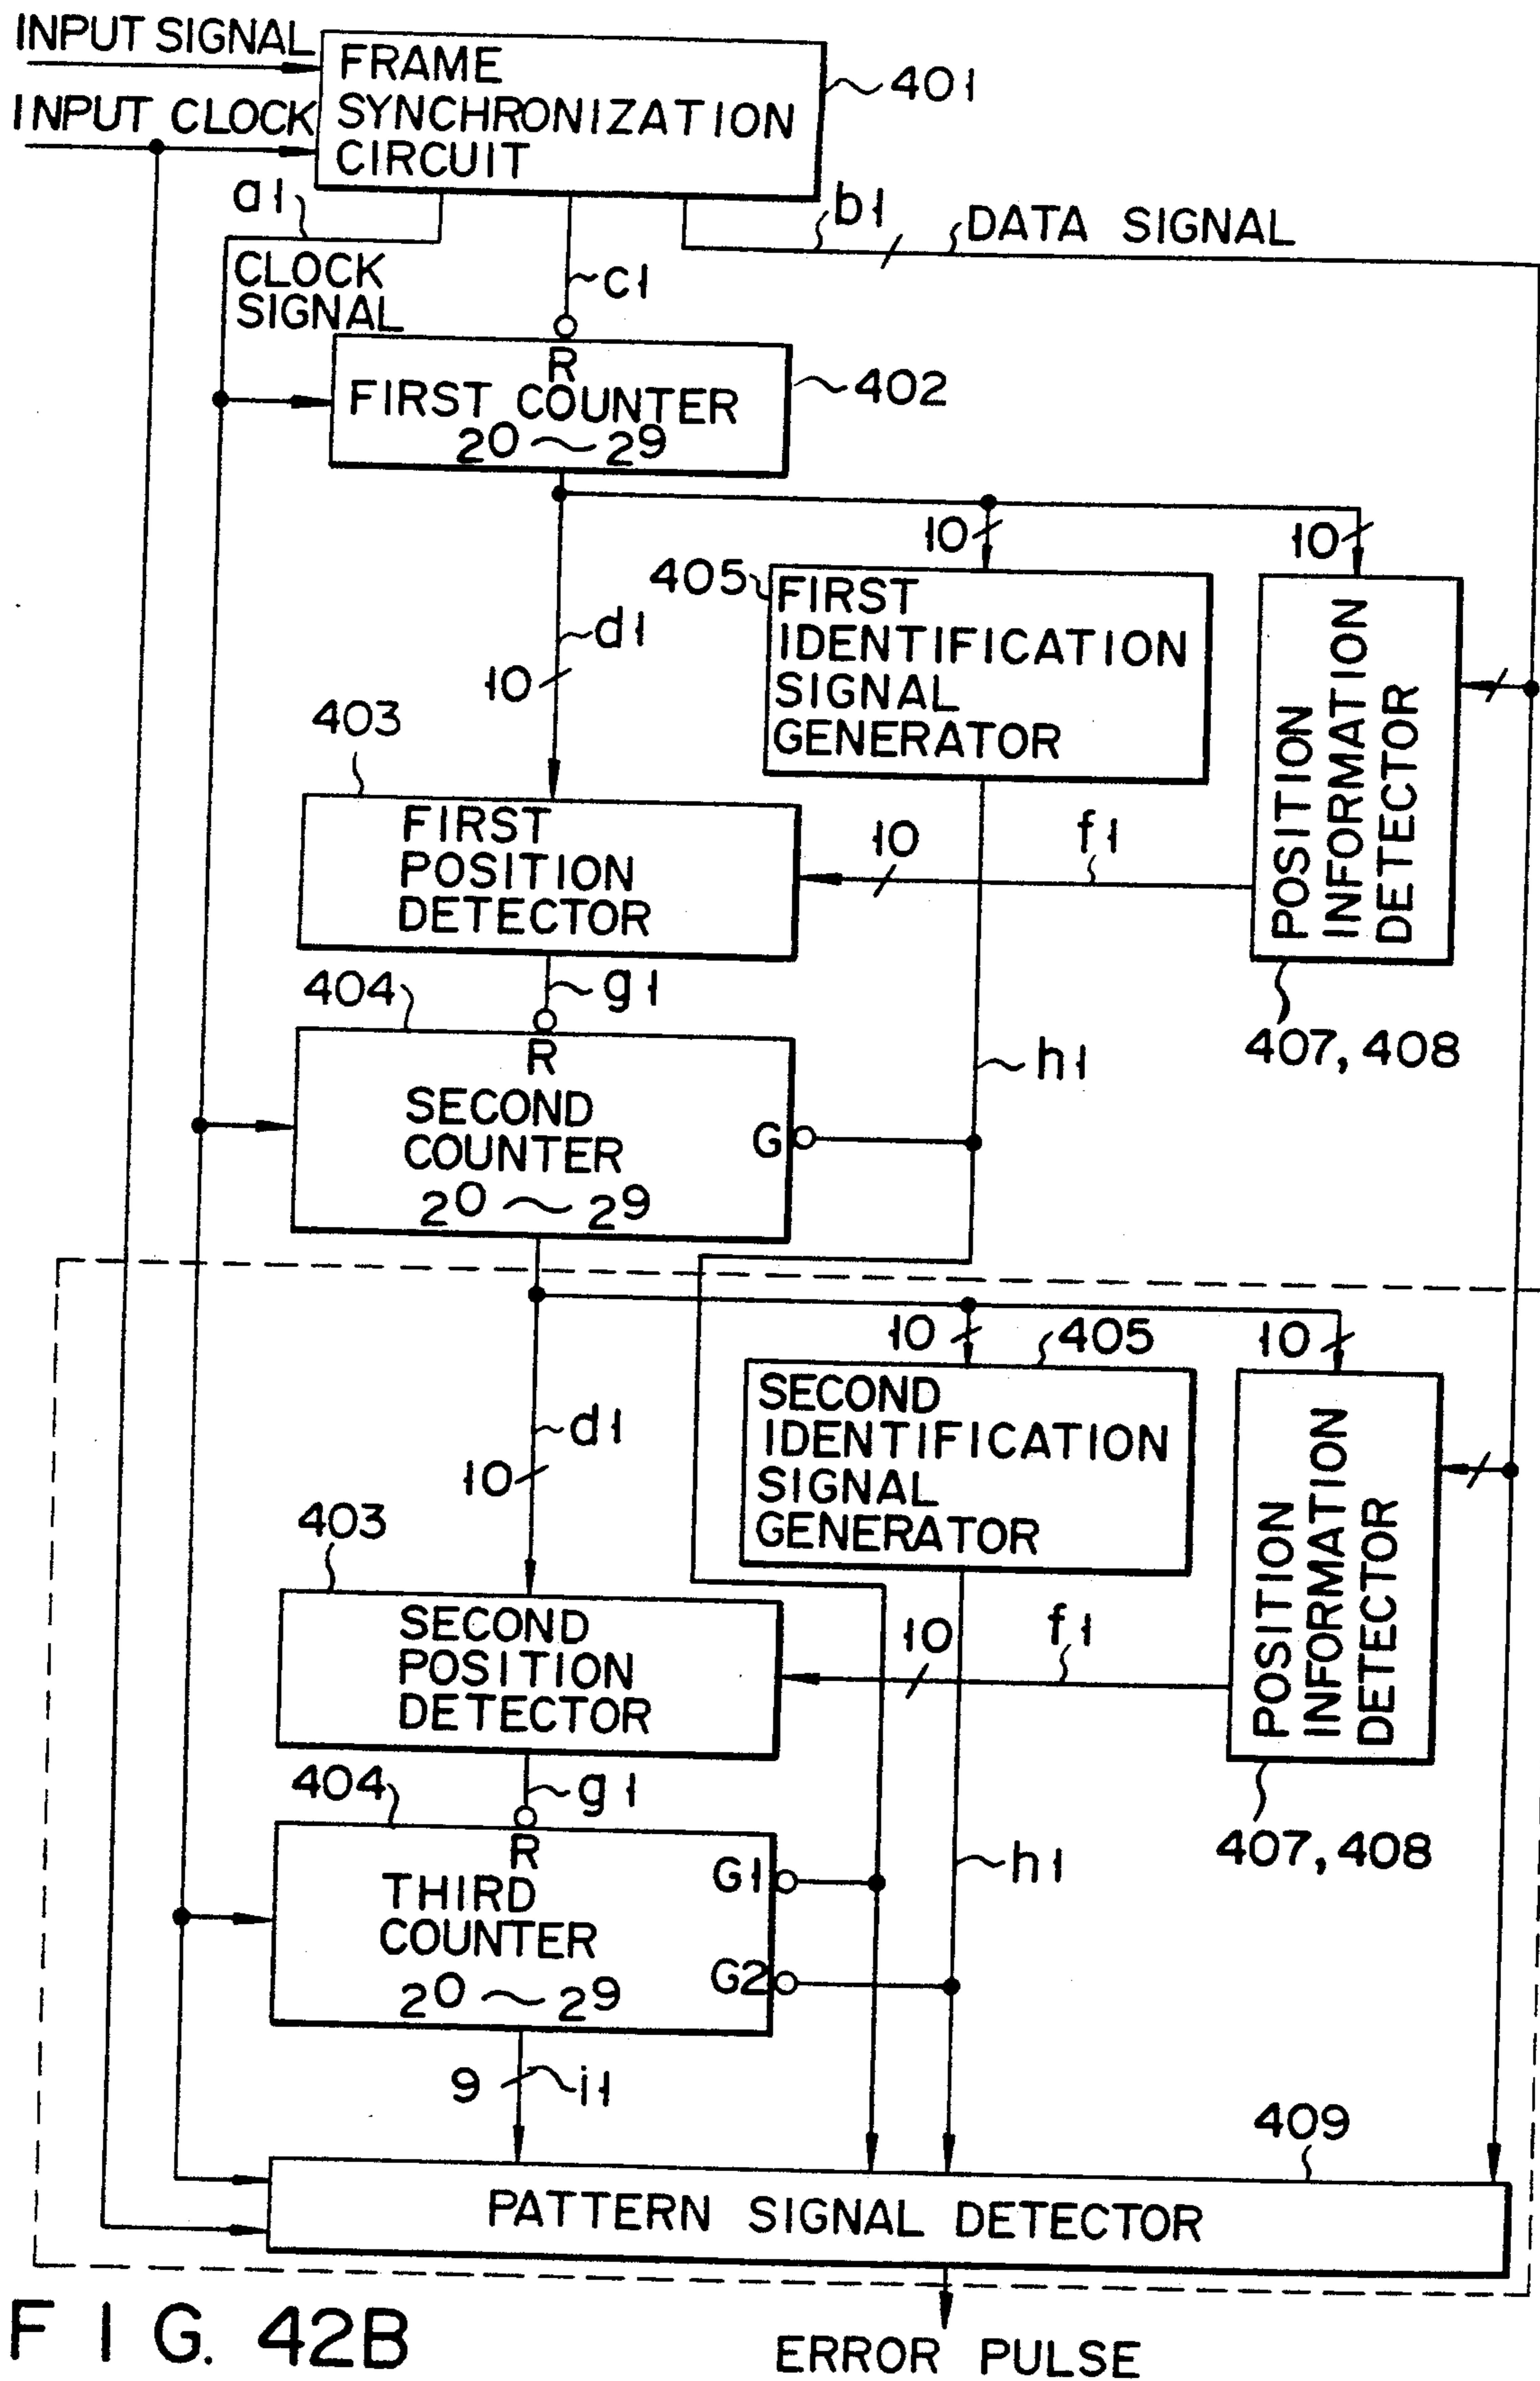 INPUT SIGNAL
INPUT CLOCK
FRAME
SYNCHRONIZATION
CIRCUIT
401
a1
b1
DATA SIGNAL
CLOCK
SIGNAL
c1
R
FIRST COUNTER
20~29
402
10
10
405
FIRST
IDENTIFICATION
SIGNAL
GENERATOR
d1
10
POSITION
INFORMATION
DETECTOR
403
FIRST
POSITION
DETECTOR
10
f1
404
g1
407, 408
R
SECOND
COUNTER
20~29
G
h1
10
405
10
SECOND
IDENTIFICATION
SIGNAL
GENERATOR
d1
10
POSITION
INFORMATION
DETECTOR
403
SECOND
POSITION
DETECTOR
10
f1
404
g1
407, 408
R
THIRD
COUNTER
20~29
G1
G2
h1
9
i1
409
PATTERN SIGNAL DETECTOR
FIG. 42B
ERROR PULSE